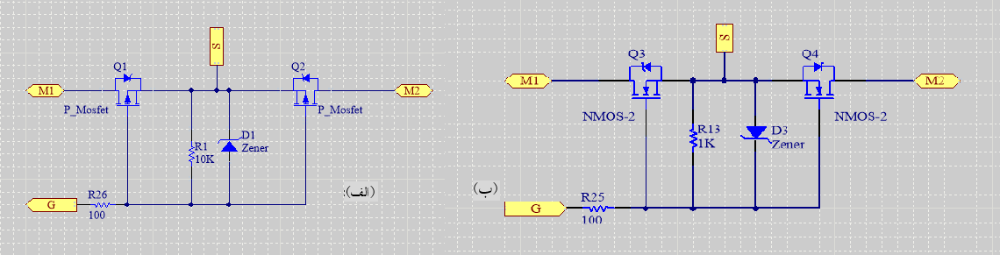 S
Q1
Q2
M1
M2
P_Mosfet
P_Mosfet
D1
Zener
R1
10K
(الف):
R26
G
100
S
Q3
Q4
M1
M2
NMOS-2
NMOS-2
R13
1K
D3
Zener
(ب)
R25
G
100